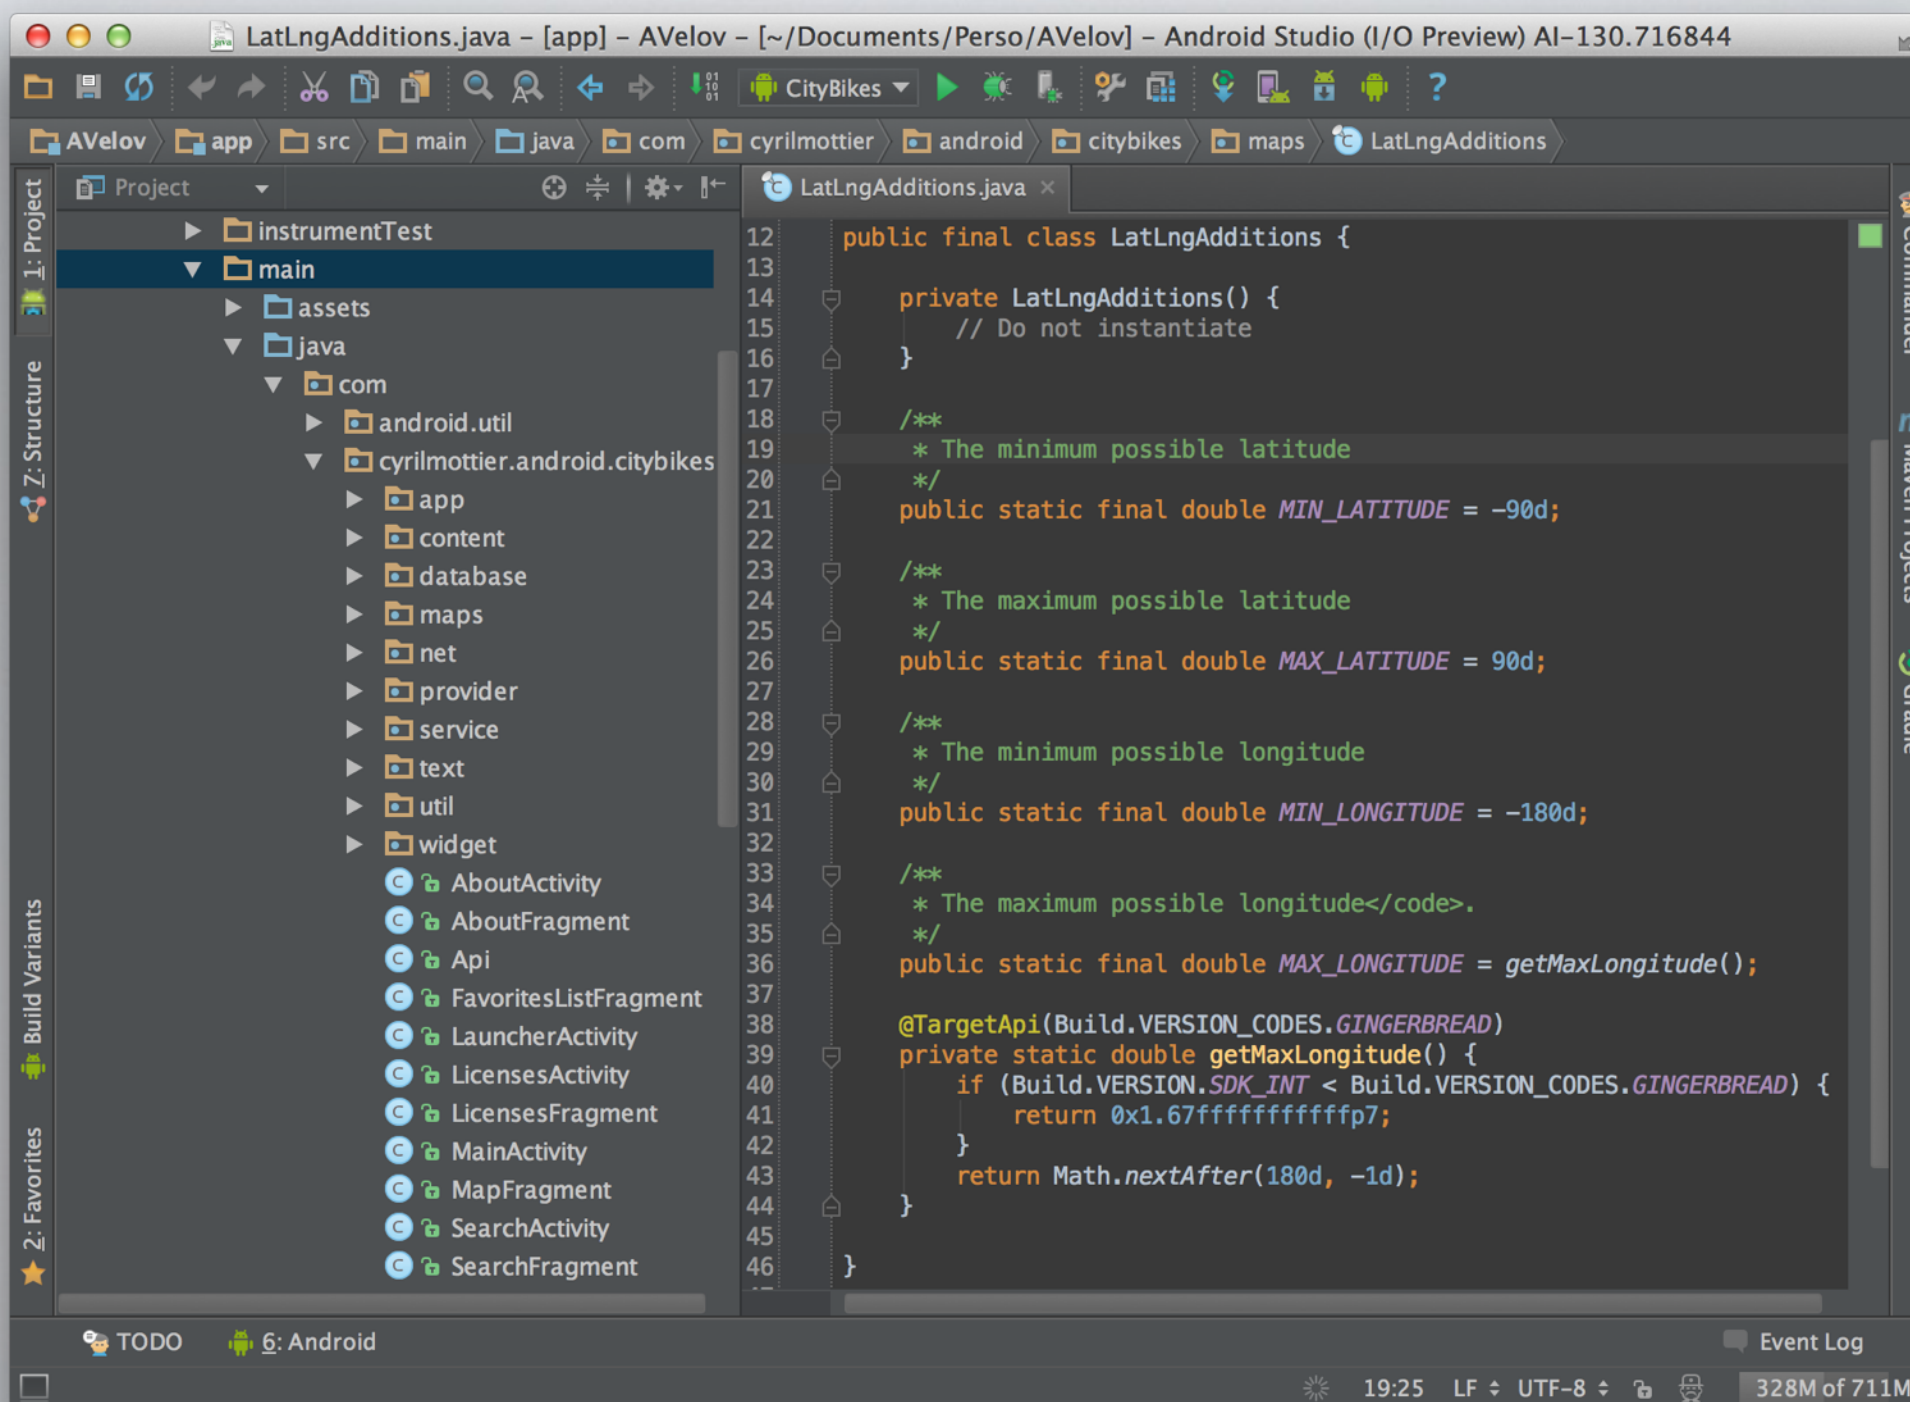 LatLngAdditions.java – [app] – AVelov – [~/Documents/Perso/AVelov] – Android Studio (I/O Preview) AI-130.716844
CityBikes
?
AVelov app src main java com cyrilmottier android citybikes maps LatLngAdditions
1: Project
Z: Structure
Build Variants
2: Favorites
Project
instrumentTest
main
assets
java
com
android.util
cyrilmottier.android.citybikes
app
content
database
maps
net
provider
service
text
util
widget
AboutActivity
AboutFragment
Api
FavoritesListFragment
LauncherActivity
LicensesActivity
LicensesFragment
MainActivity
MapFragment
SearchActivity
SearchFragment
LatLngAdditions.java
12 public final class LatLngAdditions {
13
14 private LatLngAdditions() {
15 // Do not instantiate
16 }
17
18 /**
19 * The minimum possible latitude
20 */
21 public static final double MIN_LATITUDE = -90d;
22
23 /**
24 * The maximum possible latitude
25 */
26 public static final double MAX_LATITUDE = 90d;
27
28 /**
29 * The minimum possible longitude
30 */
31 public static final double MIN_LONGITUDE = -180d;
32
33 /**
34 * The maximum possible longitude</code>.
35 */
36 public static final double MAX_LONGITUDE = getMaxLongitude();
37
38 @TargetApi(Build.VERSION_CODES.GINGERBREAD)
39 private static double getMaxLongitude() {
40 if (Build.VERSION.SDK_INT < Build.VERSION_CODES.GINGERBREAD) {
41 return 0x1.67fffffffffffp7;
42 }
43 return Math.nextAfter(180d, -1d);
44 }
45
46 }
Commander
Maven Projects
Gradle
TODO
6: Android
Event Log
19:25 LF UTF-8 328M of 711M